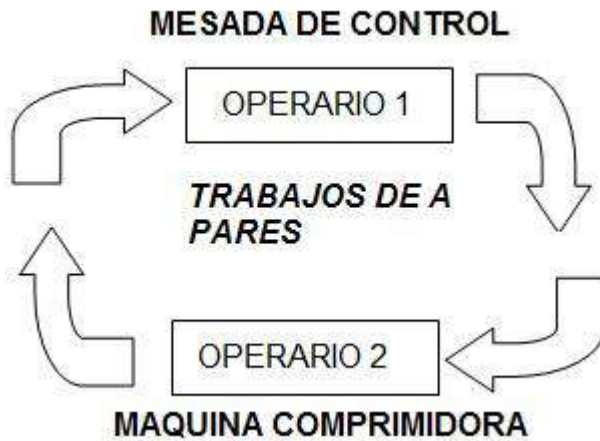 MESADA DE CONTROL
OPERARIO 1
TRABAJOS DE A
PARES
OPERARIO 2
MAQUINA COMPRIMIDORA